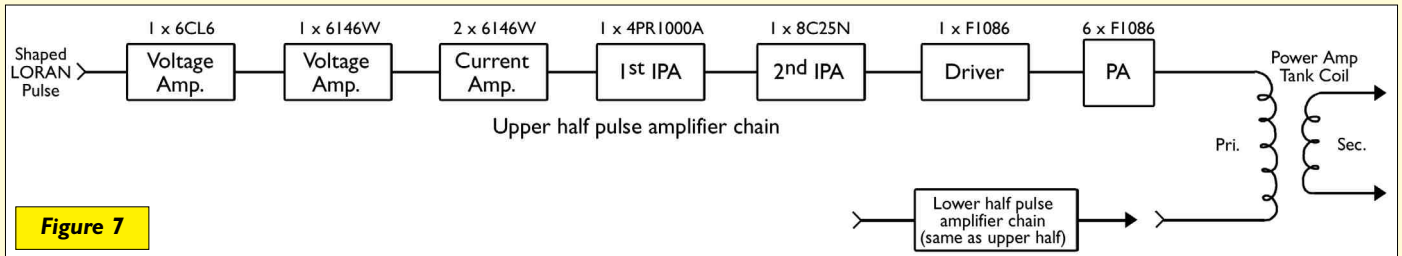 1 x 6CL6
1 x 6146W
2 x 6146W
1 x 4PR1000A
1 x 8C25N
1 x F1086
6 x F1086
Shaped
LORAN
Pulse
Voltage
Amp.
Voltage
Amp.
Current
Amp.
1st IPA
2nd IPA
Driver
PA
Power Amp
Tank Coil
Upper half pulse amplifier chain
Pri.
Sec.
Lower half pulse
amplifier chain
(same as upper half)
Figure 7